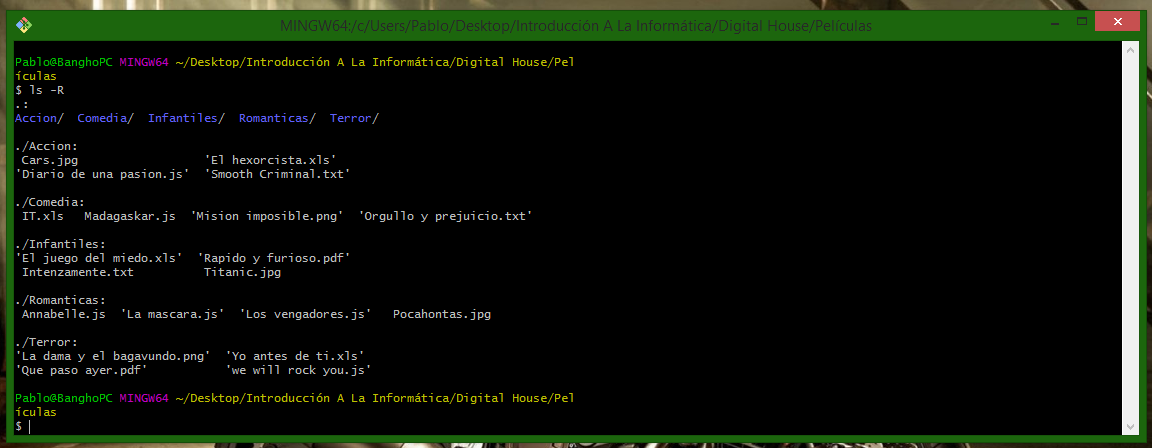 MINGW64:/c/Users/Pablo/Desktop/Introducción A La Informática/Digital House/Películas
Pablo@BanghoPC MINGW64 ~/Desktop/Introducción A La Informática/Digital House/Pel
ículas
$ ls -R
.:
Accion/  Comedia/  Infantiles/  Romanticas/  Terror/
./Accion:
 Cars.jpg                  'El hexorcista.xls'
'Diario de una pasion.js'  'Smooth Criminal.txt'
./Comedia:
 IT.xls   Madagaskar.js  'Mision imposible.png'  'Orgullo y prejuicio.txt'
./Infantiles:
'El juego del miedo.xls'  'Rapido y furioso.pdf'
 Intenzamente.txt          Titanic.jpg
./Romanticas:
 Annabelle.js  'La mascara.js'  'Los vengadores.js'   Pocahontas.jpg
./Terror:
'La dama y el bagavundo.png'  'Yo antes de ti.xls'
'Que paso ayer.pdf'           'we will rock you.js'
Pablo@BanghoPC MINGW64 ~/Desktop/Introducción A La Informática/Digital House/Pel
ículas
$